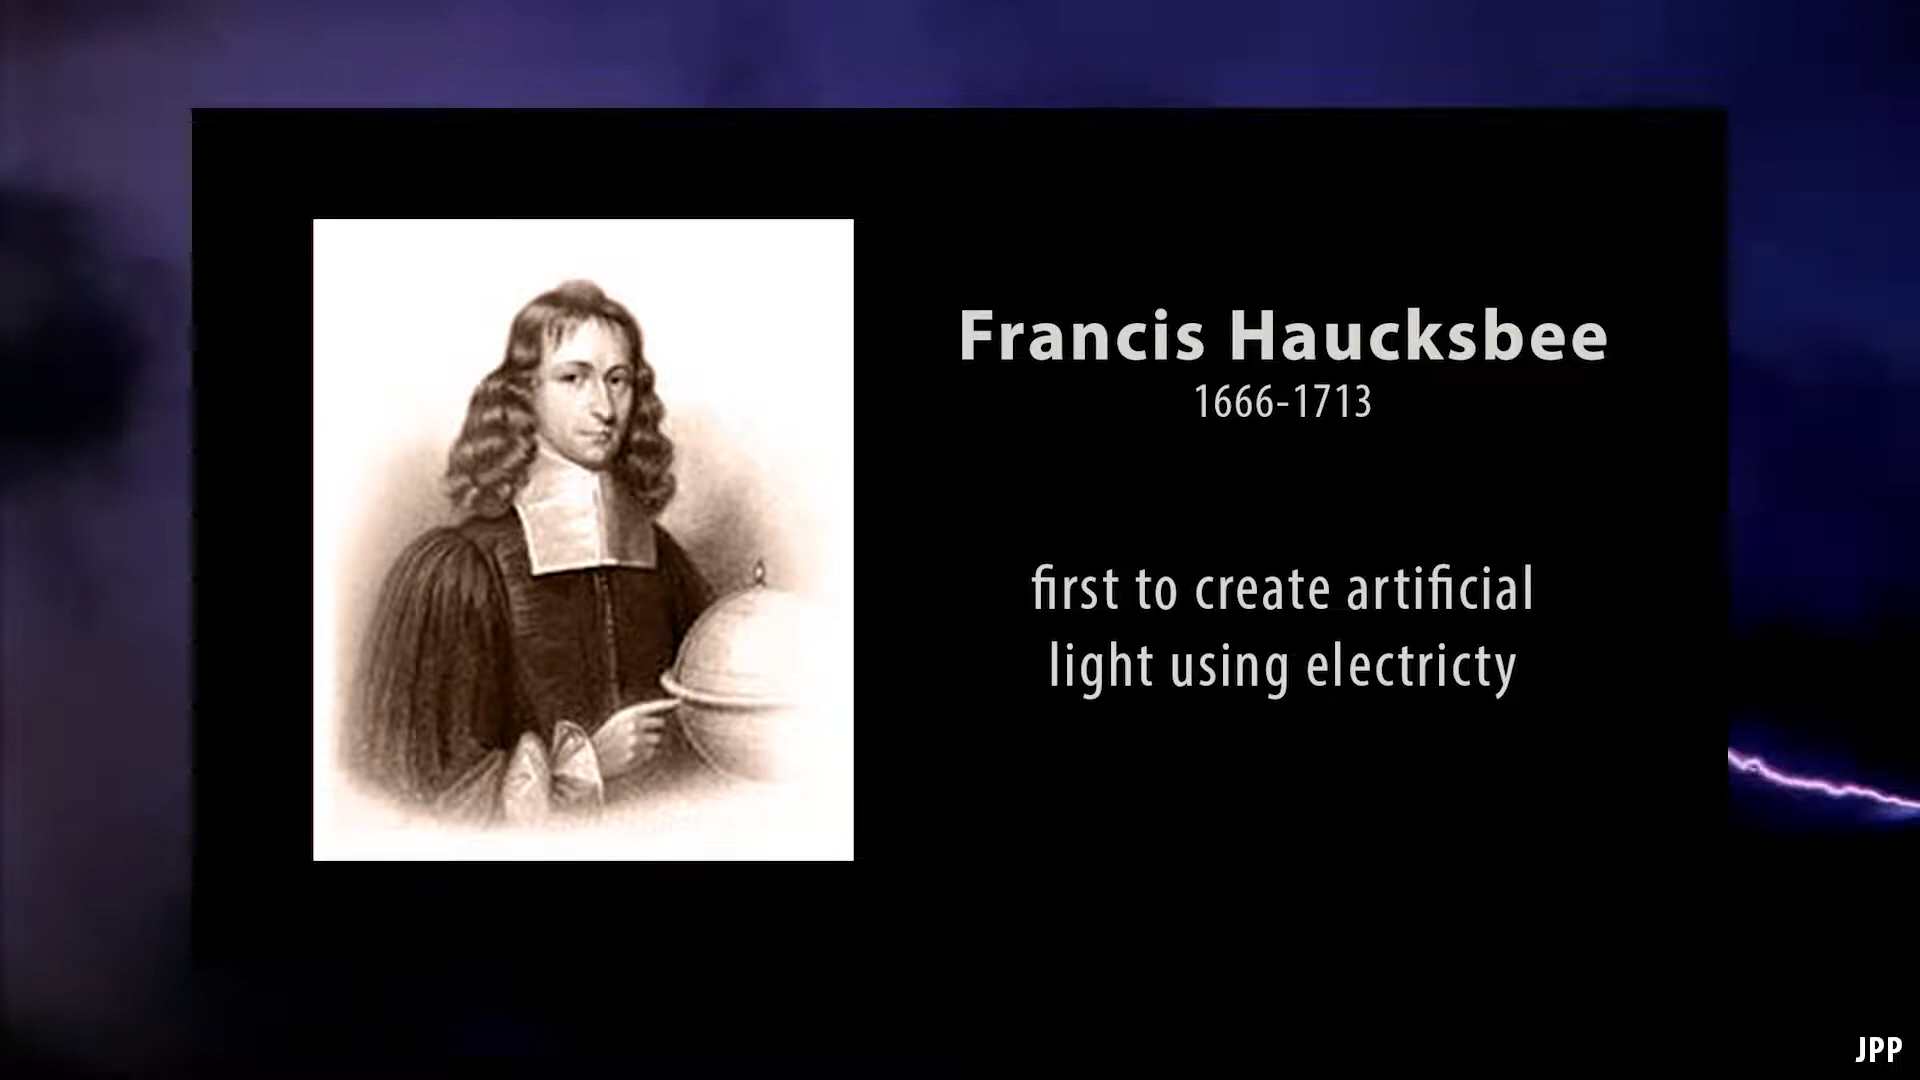 Francis Haucksbee
1666-1713
first to create artificial
light using electricty
JPP